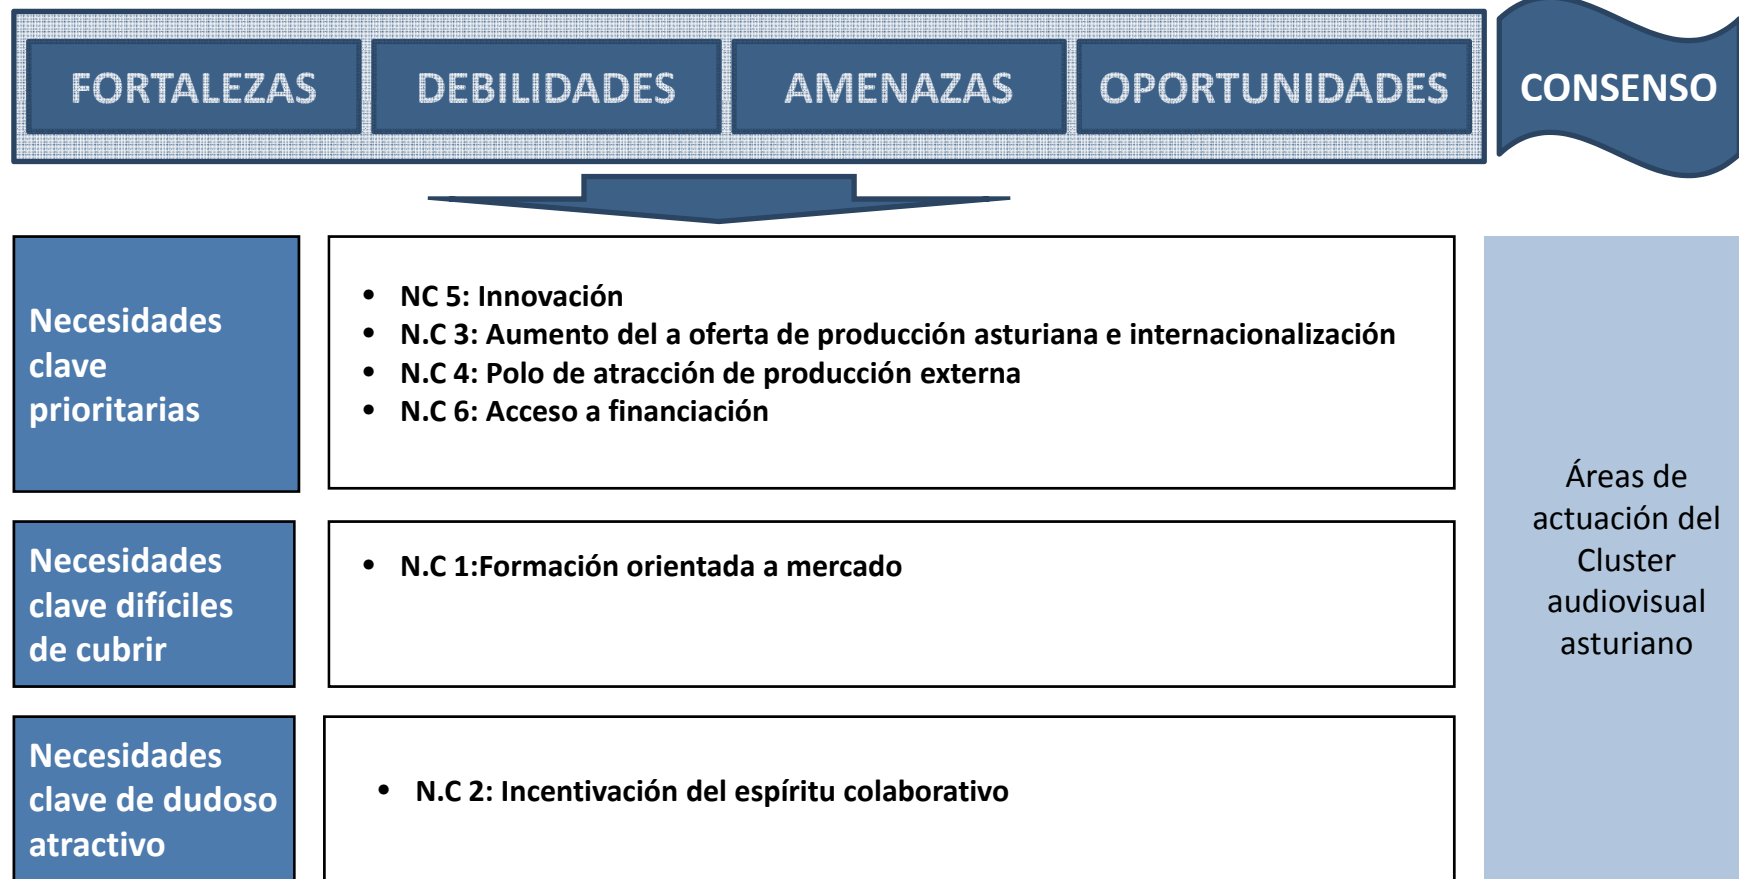 FORTALEZAS
DEBILIDADES
AMENAZAS
OPORTUNIDADES
CONSENSO
Necesidades
clave
prioritarias
• NC 5: Innovación
• N.C 3: Aumento del a oferta de producción asturiana e internacionalización
• N.C 4: Polo de atracción de producción externa
• N.C 6: Acceso a financiación
Necesidades
clave difíciles
de cubrir
• N.C 1:Formación orientada a mercado
Necesidades
clave de dudoso
atractivo
• N.C 2: Incentivación del espíritu colaborativo
Áreas de
actuación del
Cluster
audiovisual
asturiano